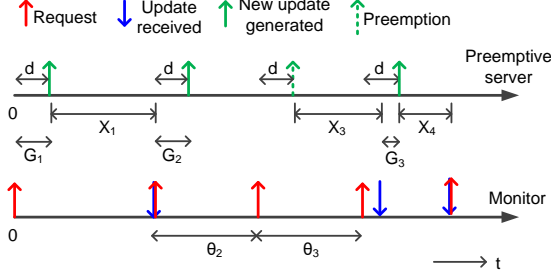 Request
Update
received
New update
generated
Preemption
d d d d
Preemptive
server
0
X1 X3 X4
G1 G2 G3
Monitor
0
θ2 θ3
t